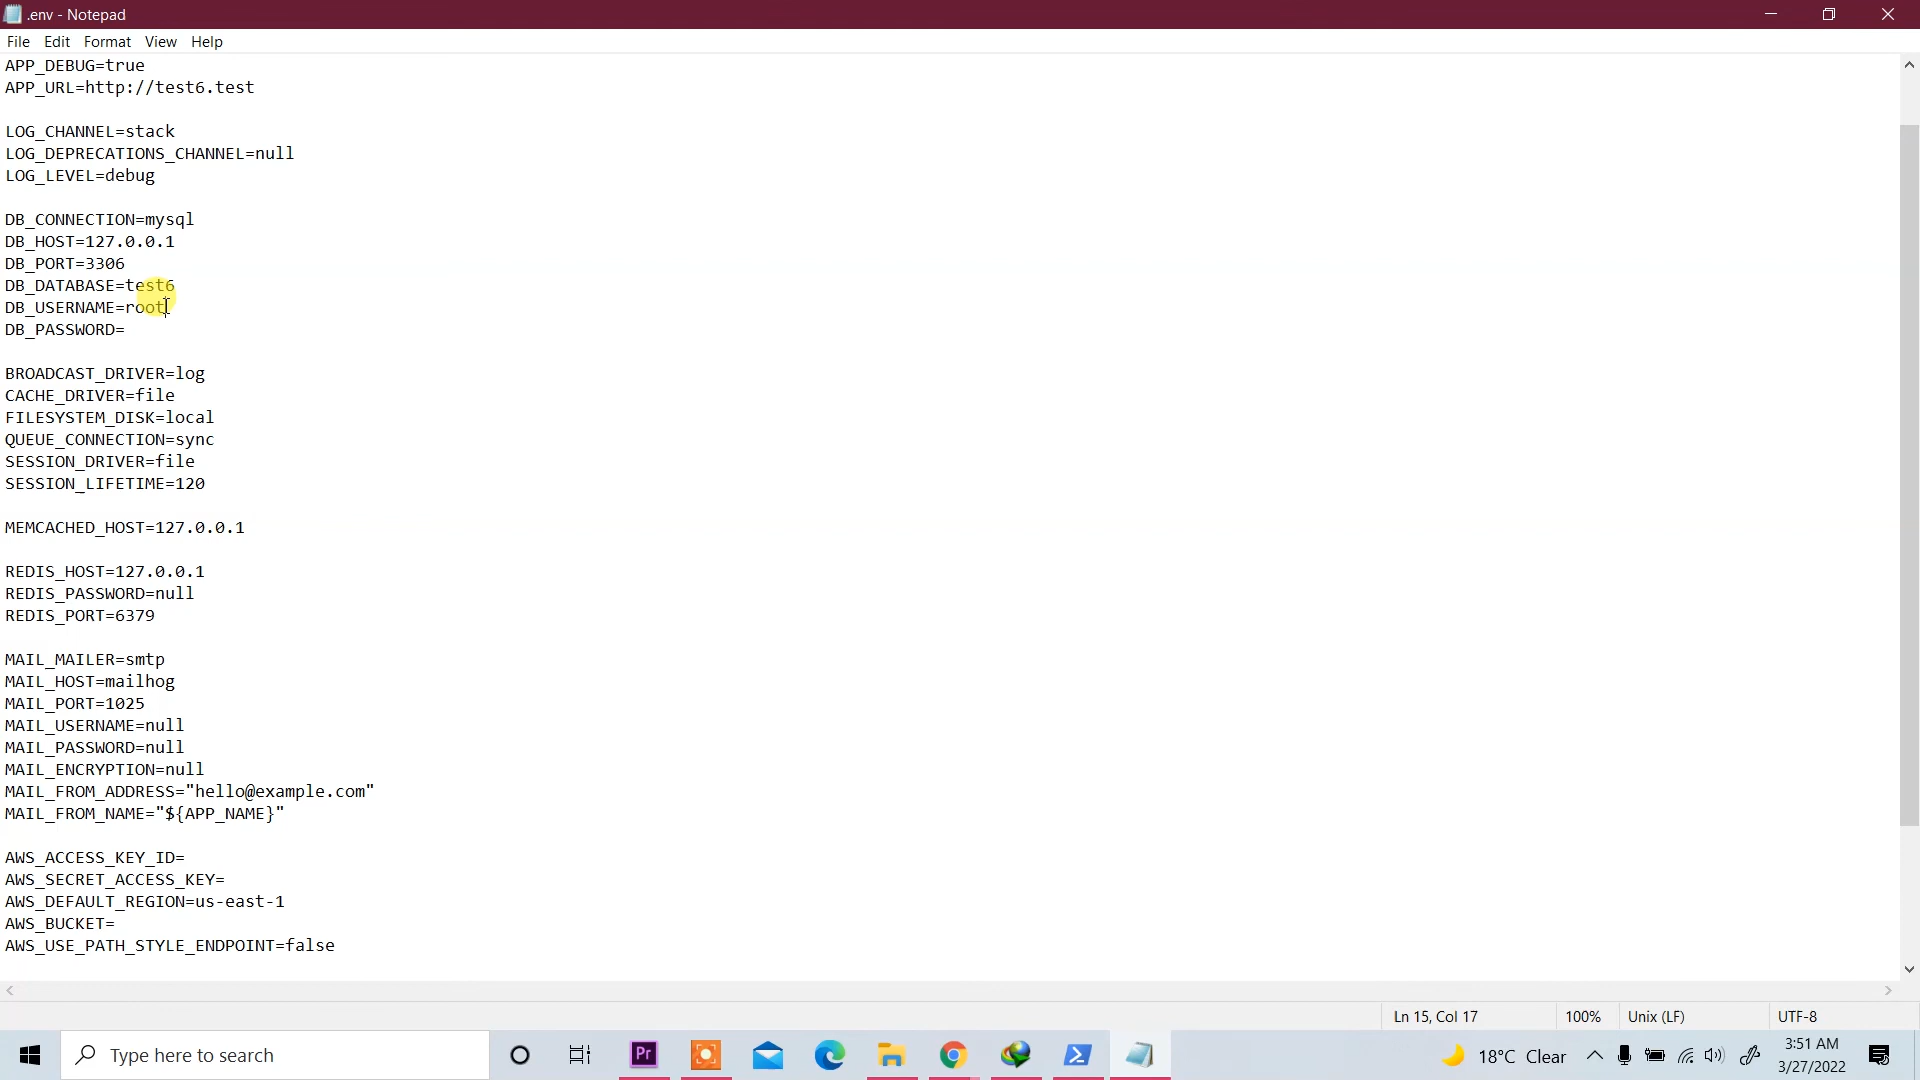 .env - Notepad
File Edit Format View Help
APP_DEBUG=true
APP_URL=http://test6.test
LOG_CHANNEL=stack
LOG_DEPRECATIONS_CHANNEL=null
LOG_LEVEL=debug
DB_CONNECTION=mysql
DB_HOST=127.0.0.1
DB_PORT=3306
DB_DATABASE=test6
DB_USERNAME=root
DB_PASSWORD=
BROADCAST_DRIVER=log
CACHE_DRIVER=file
FILESYSTEM_DISK=local
QUEUE_CONNECTION=sync
SESSION_DRIVER=file
SESSION_LIFETIME=120
MEMCACHED_HOST=127.0.0.1
REDIS_HOST=127.0.0.1
REDIS_PASSWORD=null
REDIS_PORT=6379
MAIL_MAILER=smtp
MAIL_HOST=mailhog
MAIL_PORT=1025
MAIL_USERNAME=null
MAIL_PASSWORD=null
MAIL_ENCRYPTION=null
MAIL_FROM_ADDRESS="hello@example.com"
MAIL_FROM_NAME="${APP_NAME}"
AWS_ACCESS_KEY_ID=
AWS_SECRET_ACCESS_KEY=
AWS_DEFAULT_REGION=us-east-1
AWS_BUCKET=
AWS_USE_PATH_STYLE_ENDPOINT=false
Ln 15, Col 17 100% Unix (LF) UTF-8
Type here to search Pr 18°C Clear 3:51 AM
3/27/2022